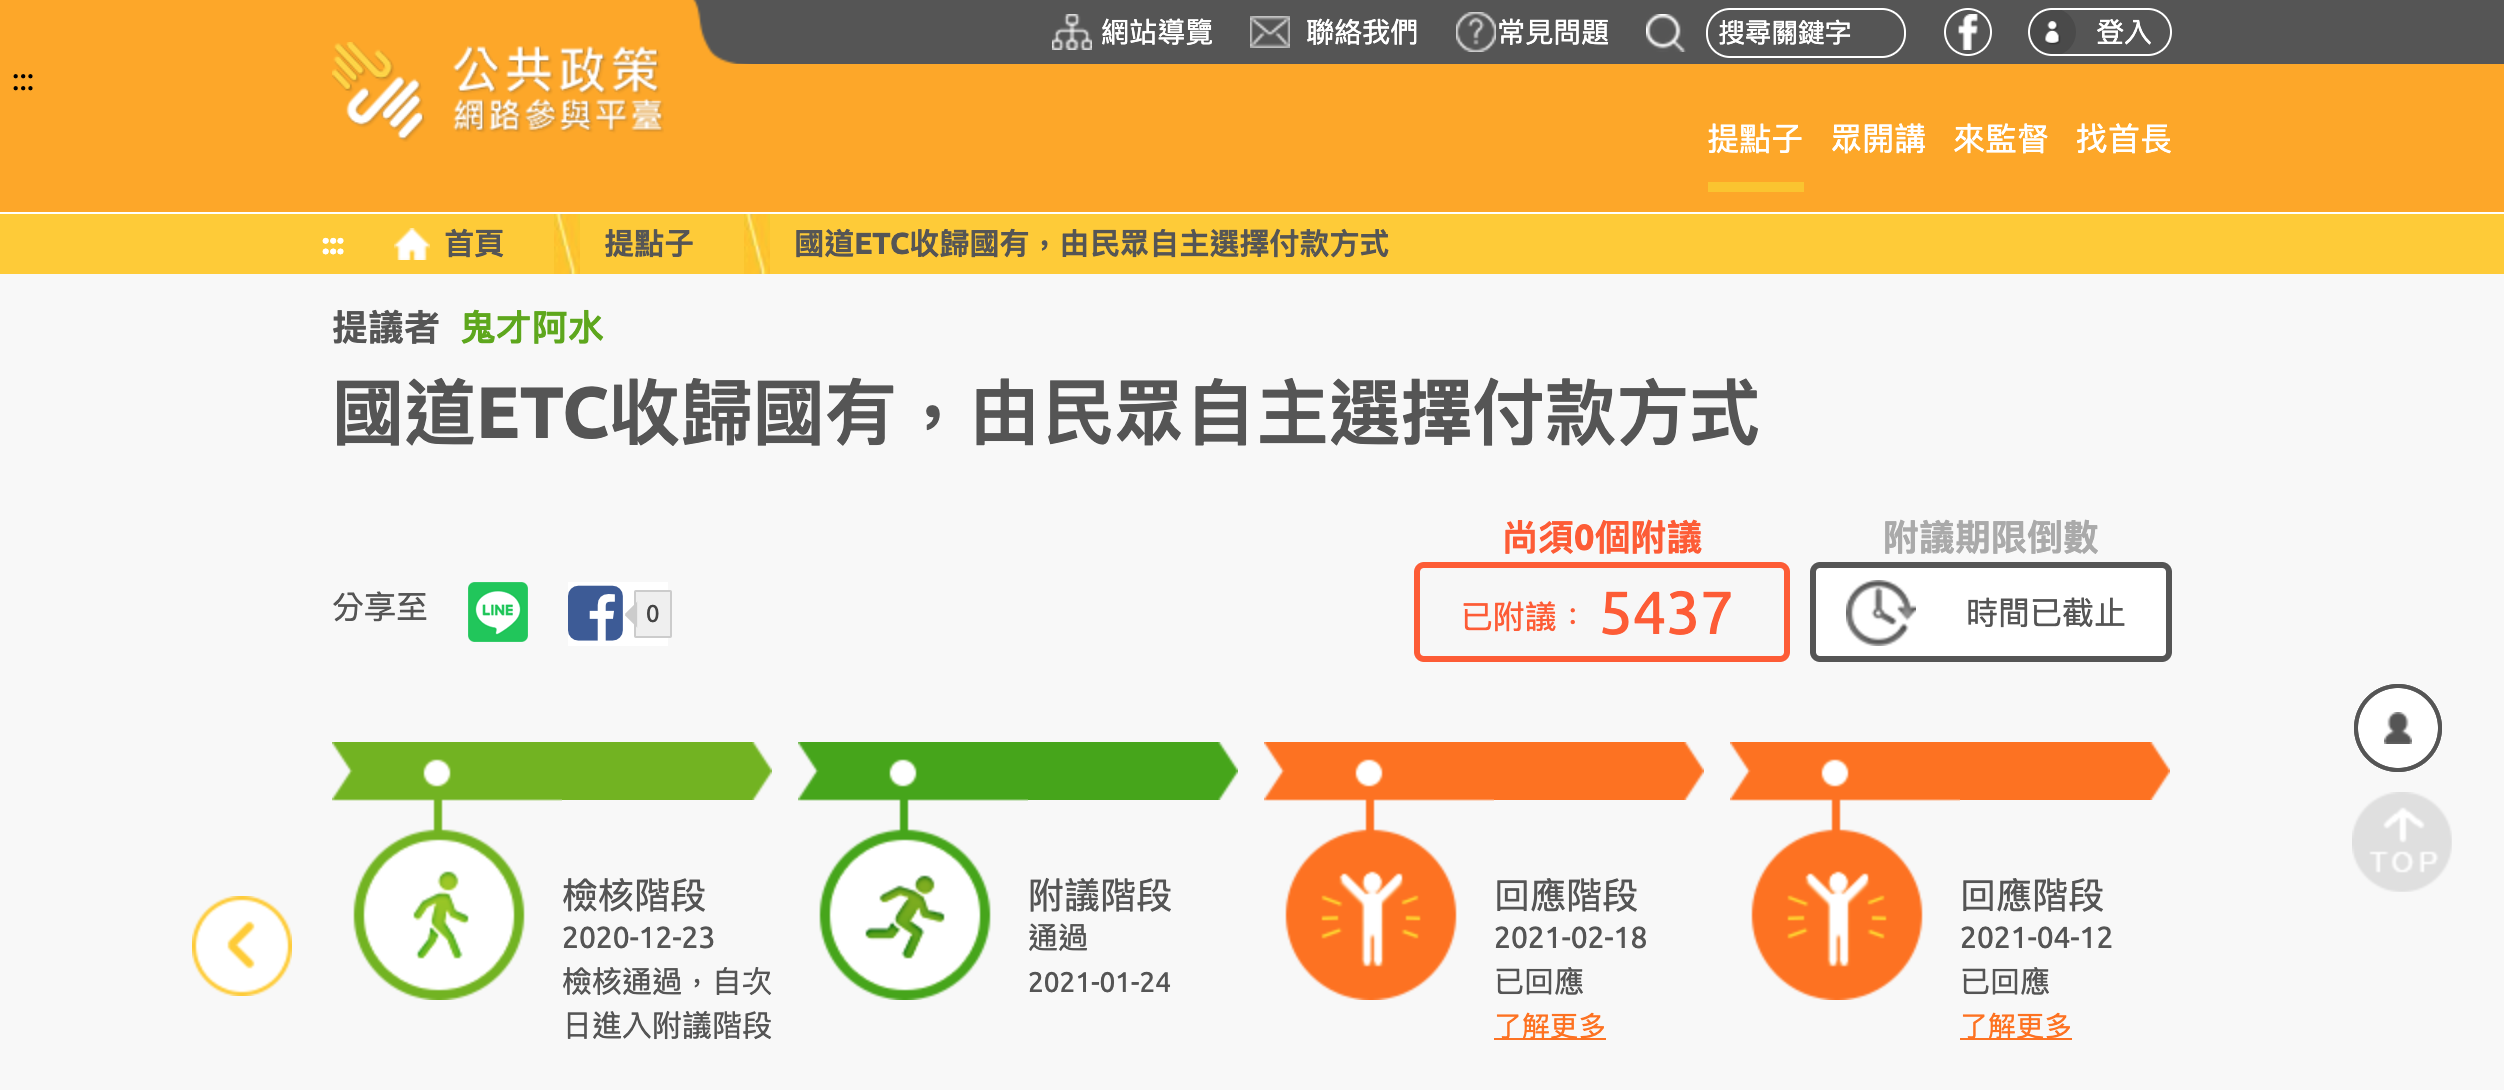 網站導覽 聯絡我們 常見問題 搜尋關鍵字 登入
公共政策
網路參與平臺
提點子 眾開講 來監督 找首長
首頁 提點子 國道ETC收歸國有，由民眾自主選擇付款方式
提議者 鬼才阿水
國道ETC收歸國有，由民眾自主選擇付款方式
尚須0個附議 附議期限倒數
分享至 LINE 0 已附議： 5437 時間已截止
檢核階段
2020-12-23
檢核通過，自次
日進入附議階段
附議階段
通過
2021-01-24
回應階段
2021-02-18
已回應
了解更多
回應階段
2021-04-12
已回應
了解更多
TOP